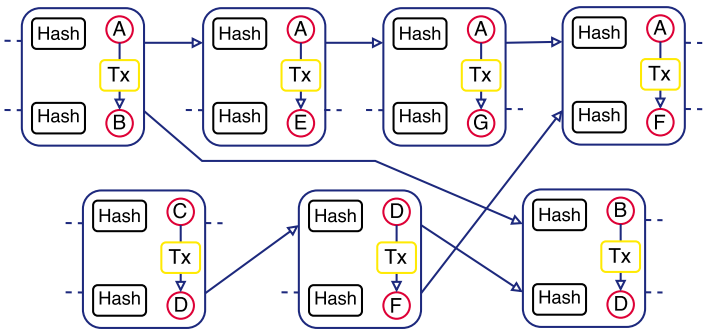 Hash A Hash A Hash A Hash A
Tx Tx Tx Tx
Hash B Hash E Hash G Hash F
Hash C Hash D Hash B
Tx Tx Tx
Hash D Hash F Hash D